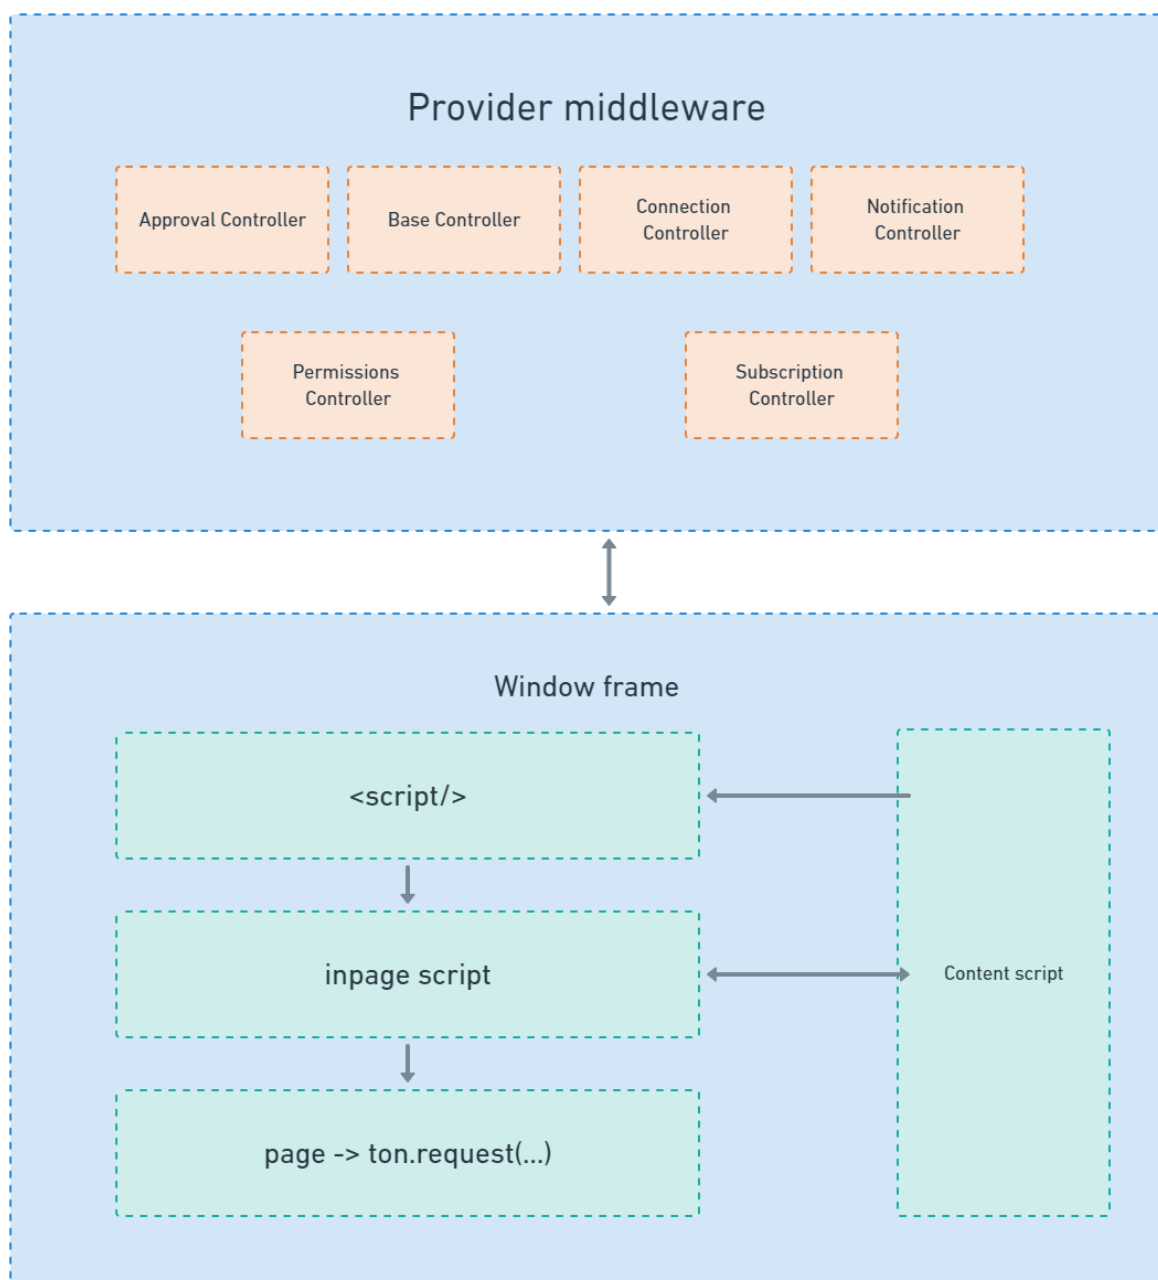 Provider middleware
Approval Controller
Base Controller
Connection
Controller
Notification
Controller
Permissions
Controller
Subscription
Controller
Window frame
<script/>
inpage script
Content script
page -> ton.request(...)